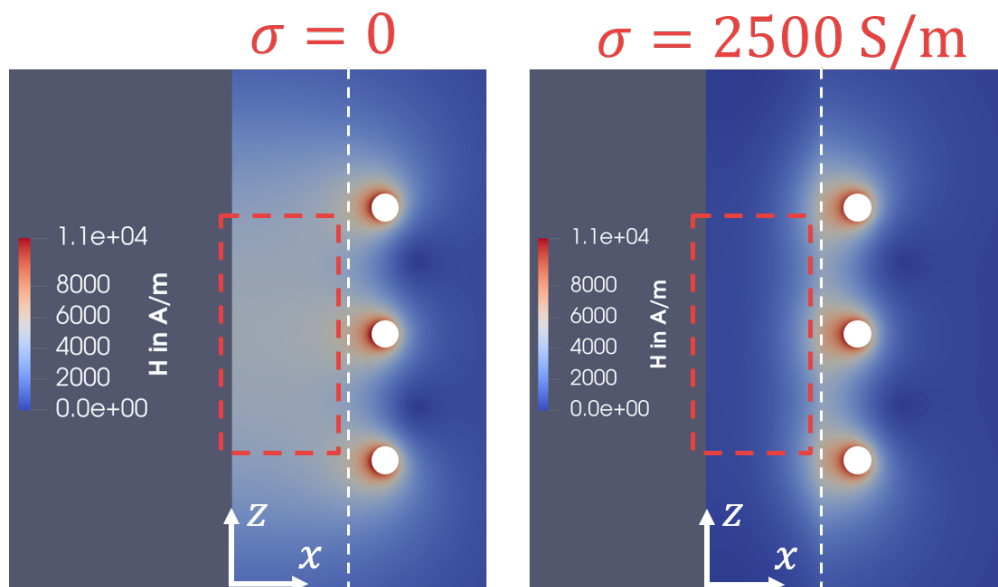 σ = 0
1.1e+04
8000
6000
4000
2000
0.0e+00
H in A/m
z
x
σ = 2500 S/m
1.1e+04
8000
6000
4000
2000
0.0e+00
H in A/m
z
x